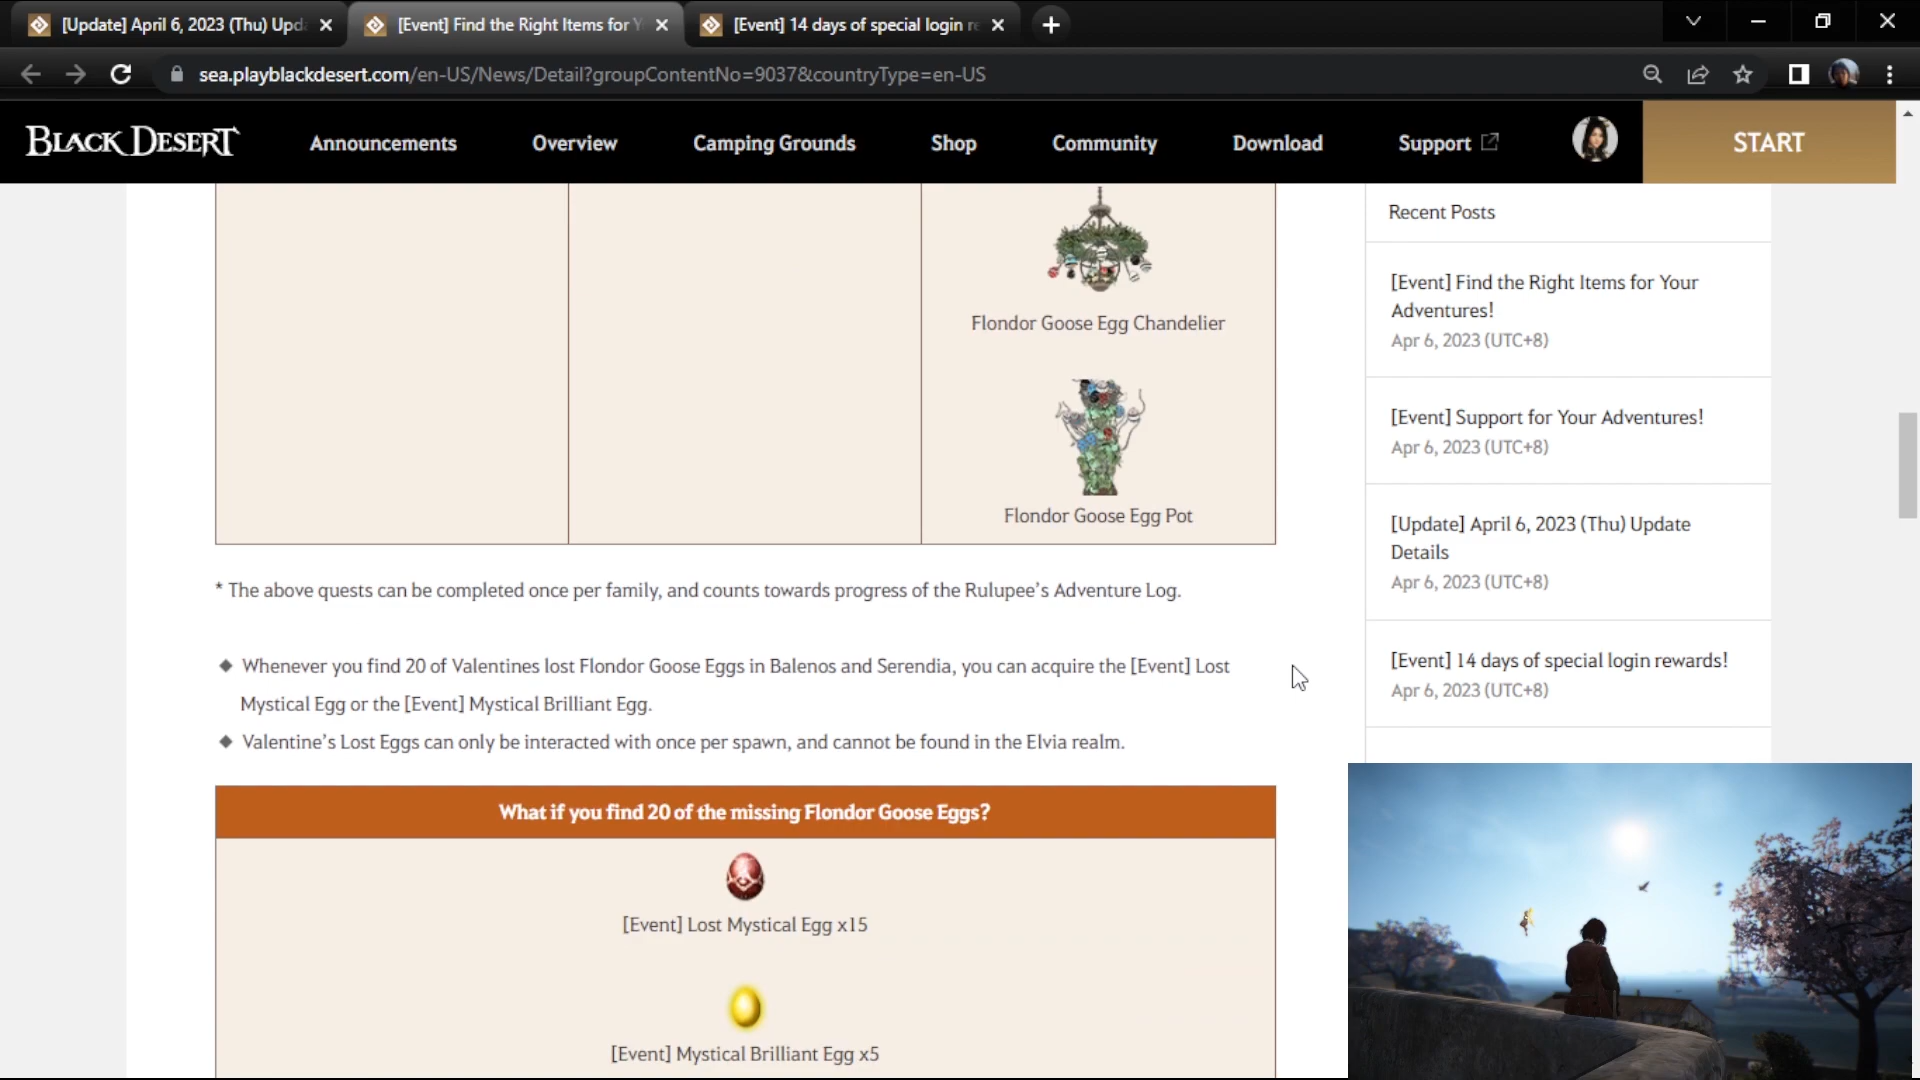 [Update] April 6, 2023 (Thu) Upd
[Event] Find the Right Items for Y
[Event] 14 days of special login re
sea.playblackdesert.com/en-US/News/Detail?groupContentNo=9037&countryType=en-US
BLACK DESERT
Announcements
Overview
Camping Grounds
Shop
Community
Download
Support
START
Flondor Goose Egg Chandelier
Flondor Goose Egg Pot
* The above quests can be completed once per family, and counts towards progress of the Rulupee's Adventure Log.
◆ Whenever you find 20 of Valentines lost Flondor Goose Eggs in Balenos and Serendia, you can acquire the [Event] Lost
Mystical Egg or the [Event] Mystical Brilliant Egg.
◆ Valentine's Lost Eggs can only be interacted with once per spawn, and cannot be found in the Elvia realm.
What if you find 20 of the missing Flondor Goose Eggs?
[Event] Lost Mystical Egg x15
[Event] Mystical Brilliant Egg x5
Recent Posts
[Event] Find the Right Items for Your
Adventures!
Apr 6, 2023 (UTC+8)
[Event] Support for Your Adventures!
Apr 6, 2023 (UTC+8)
[Update] April 6, 2023 (Thu) Update
Details
Apr 6, 2023 (UTC+8)
[Event] 14 days of special login rewards!
Apr 6, 2023 (UTC+8)